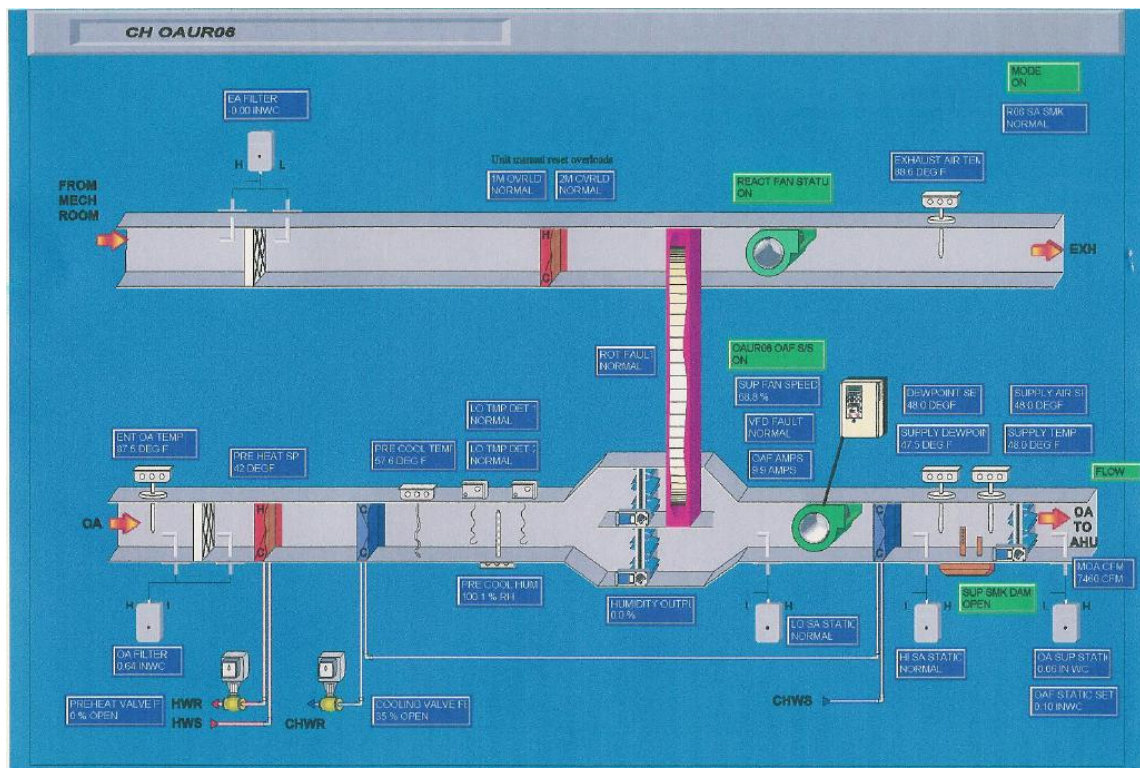 CH OAUR06
MODE
ON
EA FILTER
-0.00 INWC
R06 SA SMK
NORMAL
H L
Unit manual reset overloads
1M OVRLD
NORMAL
2M OVRLD
NORMAL
EXHAUST AIR TEM
88.6 DEG F
REACT FAN STATU
ON
FROM
MECH
ROOM
H
C
EXH
ROT FAULT
NORMAL
OAUR06 OAF S/S
ON
SUP FAN SPEED
68.8 %
DEWPOINT SE
48.0 DEGF
SUPPLY AIR S
48.0 DEGF
LO TMP DET
NORMAL
VFD FAULT
NORMAL
ENT OA TEMP
87.5 DEG F
PRE HEAT SP
42 DEGF
PRE COOL TEMP
57.6 DEG F
LO TMP DET
NORMAL
OAF AMPS
9.9 AMPS
SUPPLY DEWPOIN
47.5 DEG F
SUPPLY TEMP
48.0 DEG F
FLOW
OA
H
C
C
C
C
C
OA
TO
AHU
PRE COOL HUM
100.1 % RH
HUMIDITY OUTP
0.0 %
SUP SMK DAM
OPEN
MOA CFM
7460 CFM
H L
L H
L H
L H
OA FILTER
0.64 INWC
LO SA STATIC
NORMAL
HI SA STATIC
NORMAL
OA SUP STATI
0.66 IN WC
PREHEAT VALVE F
0 % OPEN
HWR
HWS
CHWR
COOLING VALVE FE
35 % OPEN
CHWS
OAF STATIC SET
0.10 INWC